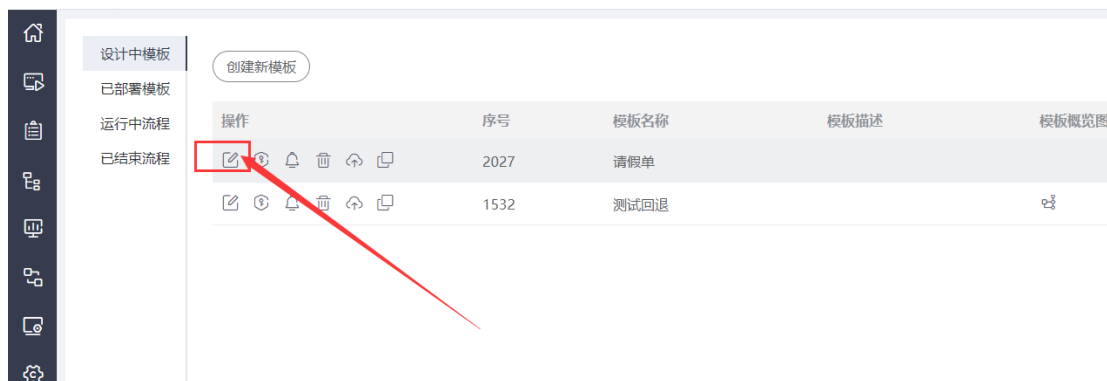 设计中模板
已部署模板
运行中流程
已结束流程
创建新模板
操作 序号 模板名称 模板描述 模板概览图
2027 请假单
1532 测试回退